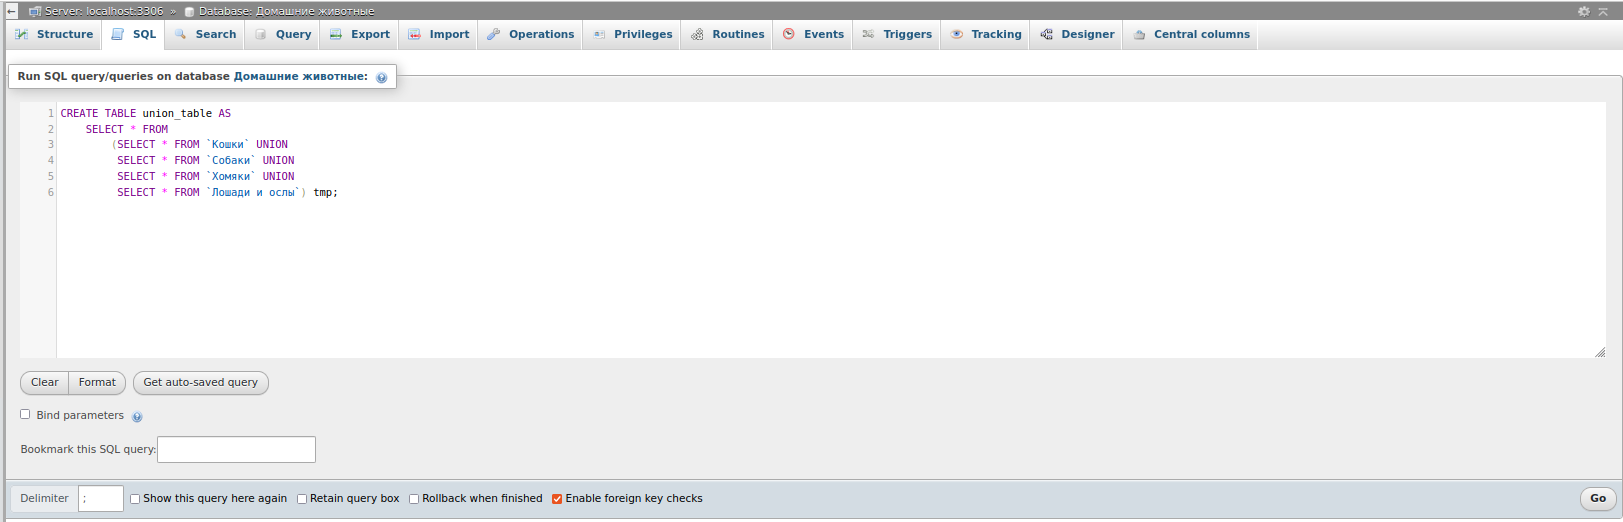 ← Server: localhost:3306 » Database: Домашние животные
Structure SQL Search Query Export Import Operations Privileges Routines Events Triggers Tracking Designer Central columns
Run SQL query/queries on database Домашние животные:
1 CREATE TABLE union_table AS
2 SELECT * FROM
3 (SELECT * FROM `Кошки` UNION
4 SELECT * FROM `Собаки` UNION
5 SELECT * FROM `Хомяки` UNION
6 SELECT * FROM `Лошади и ослы`) tmp;
Clear Format Get auto-saved query
Bind parameters
Bookmark this SQL query:
Delimiter ; Show this query here again Retain query box Rollback when finished Enable foreign key checks Go